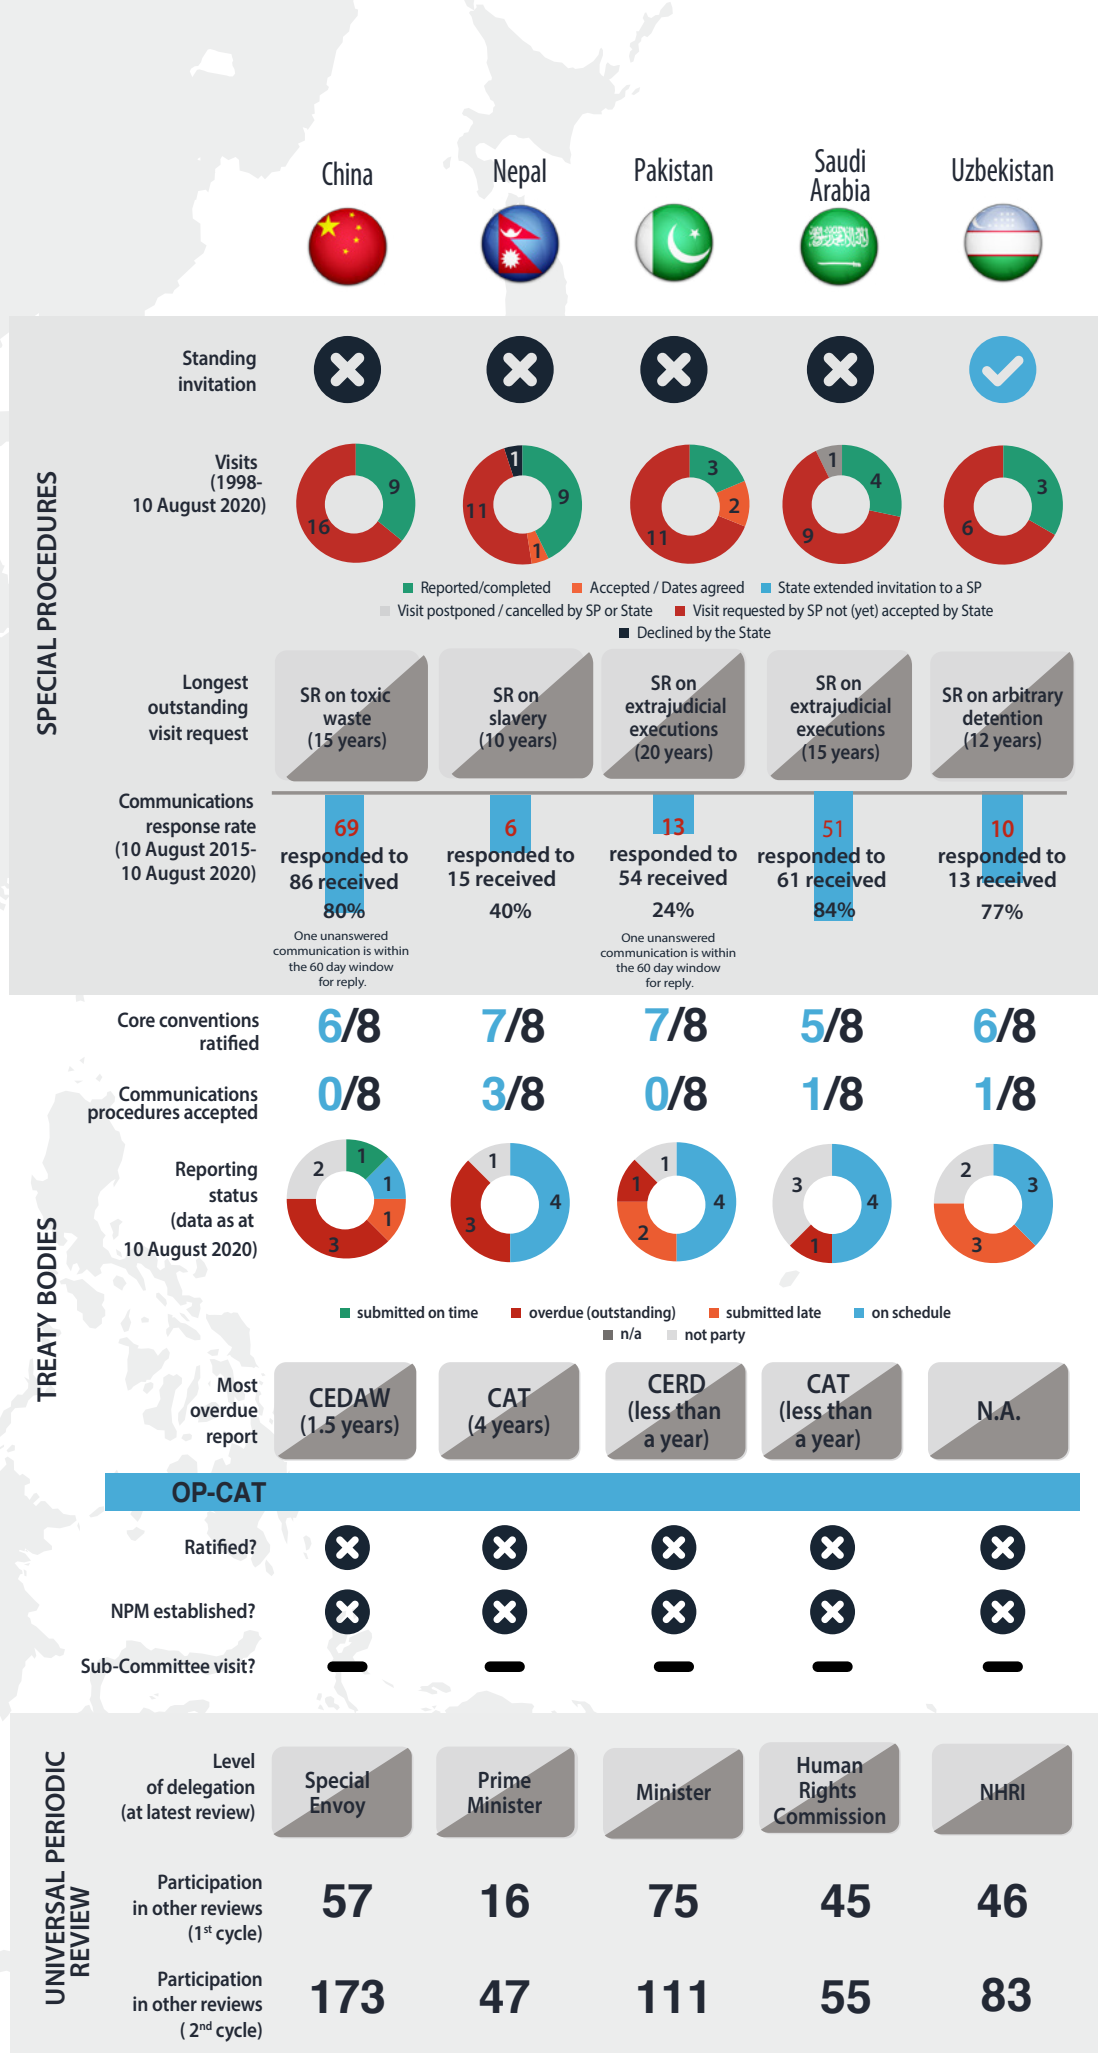 China
Nepal
Pakistan
Saudi
Arabia
Uzbekistan
SPECIAL PROCEDURES
Standing
invitation
Visits
(1998-
10 August 2020)
9
16
1
9
11
1
3
2
11
1
4
9
3
6
Reported/completed
Accepted / Dates agreed
State extended invitation to a SP
Visit postponed / cancelled by SP or State
Visit requested by SP not (yet) accepted by State
Declined by the State
Longest
outstanding
visit request
SR on toxic
waste
(15 years)
SR on
slavery
(10 years)
SR on
extrajudicial
executions
(20 years)
SR on
extrajudicial
executions
(15 years)
SR on arbitrary
detention
(12 years)
Communications
response rate
(10 August 2015-
10 August 2020)
69
responded to
86 received
80%
One unanswered
communication is within
the 60 day window
for reply.
6
responded to
15 received
40%
13
responded to
54 received
24%
One unanswered
communication is within
the 60 day window
for reply.
51
responded to
61 received
84%
10
responded to
13 received
77%
TREATY BODIES
Core conventions
ratified
6/8
7/8
7/8
5/8
6/8
Communications
procedures accepted
0/8
3/8
0/8
1/8
1/8
Reporting
status
(data as at
10 August 2020)
2
1
1
1
3
1
4
3
1
1
4
2
3
4
1
2
3
3
submitted on time
overdue (outstanding)
submitted late
on schedule
n/a
not party
Most
overdue
report
CEDAW
(1.5 years)
CAT
(4 years)
CERD
(less than
a year)
CAT
(less than
a year)
N.A.
OP-CAT
Ratified?
NPM established?
Sub-Committee visit?
UNIVERSAL PERIODIC
REVIEW
Level
of delegation
(at latest review)
Special
Envoy
Prime
Minister
Minister
Human
Rights
Commission
NHRI
Participation
in other reviews
(1st cycle)
57
16
75
45
46
Participation
in other reviews
( 2nd cycle)
173
47
111
55
83